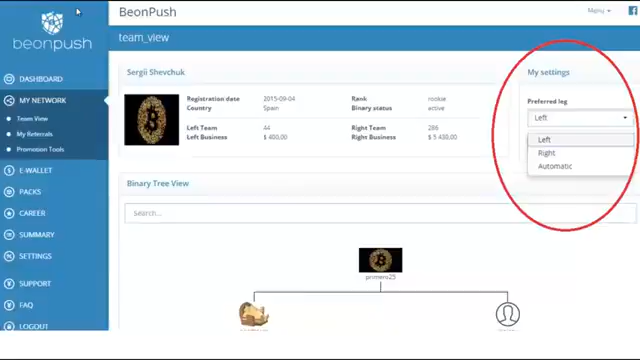 BeonPush
Menu
beonpush
team_view
DASHBOARD
MY NETWORK
Team View
My Referrals
Promotion Tools
E-WALLET
PACKS
CAREER
SUMMARY
SETTINGS
SUPPORT
FAQ
LOGOUT
Sergii Shevchuk
Registration date 2015-09-04 Rank rookie
Country Spain Binary status active
Left Team 44 Right Team 286
Left Business $ 400,00 Right Business $ 5 430,00
My settings
Preferred leg
Left
Left
Right
Automatic
Binary Tree View
Search...
primero25